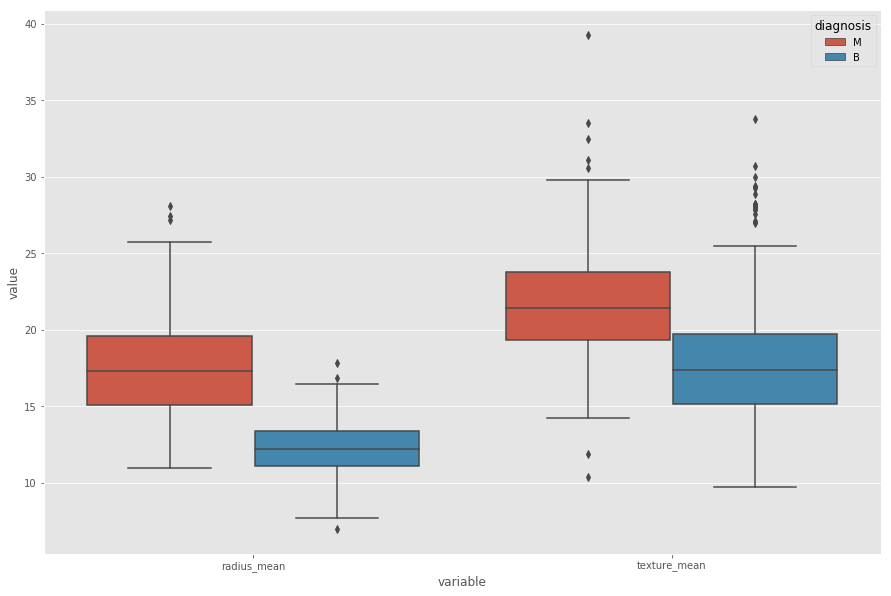 diagnosis
M
B
40
35
30
25
20
15
10
value
radius_mean texture_mean
variable